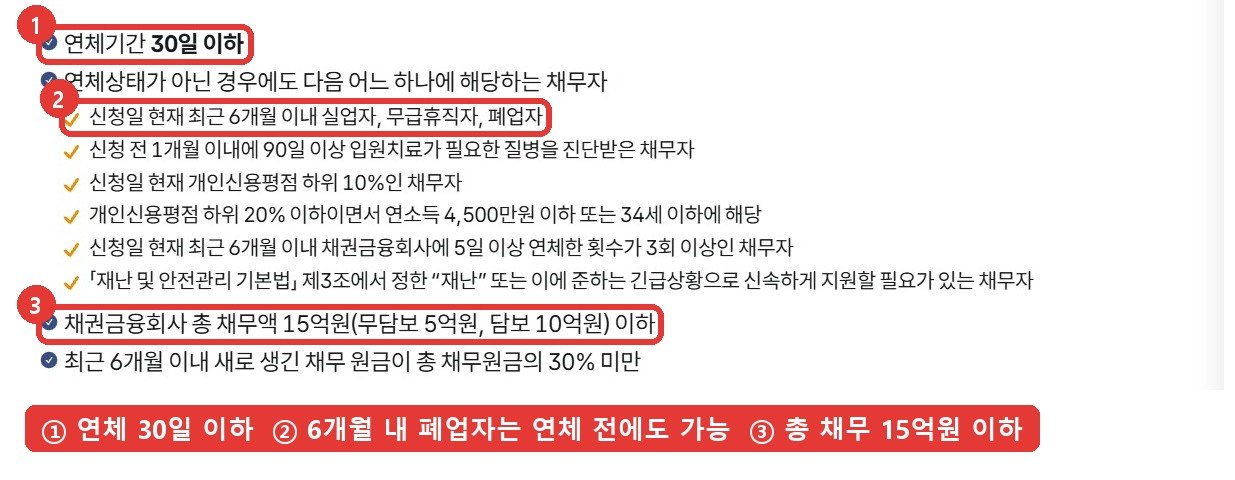 1
연체기간 30일 이하
연체상태가 아닌 경우에도 다음 어느 하나에 해당하는 채무자
2
신청일 현재 최근 6개월 이내 실업자, 무급휴직자, 폐업자
신청 전 1개월 이내에 90일 이상 입원치료가 필요한 질병을 진단받은 채무자
신청일 현재 개인신용평점 하위 10%인 채무자
개인신용평점 하위 20% 이하이면서 연소득 4,500만원 이하 또는 34세 이하에 해당
신청일 현재 최근 6개월 이내 채권금융회사에 5일 이상 연체한 횟수가 3회 이상인 채무자
「재난 및 안전관리 기본법」 제3조에서 정한 “재난” 또는 이에 준하는 긴급상황으로 신속하게 지원할 필요가 있는 채무자
3
채권금융회사 총 채무액 15억원(무담보 5억원, 담보 10억원) 이하
최근 6개월 이내 새로 생긴 채무 원금이 총 채무원금의 30% 미만
① 연체 30일 이하 ② 6개월 내 폐업자는 연체 전에도 가능 ③ 총 채무 15억원 이하